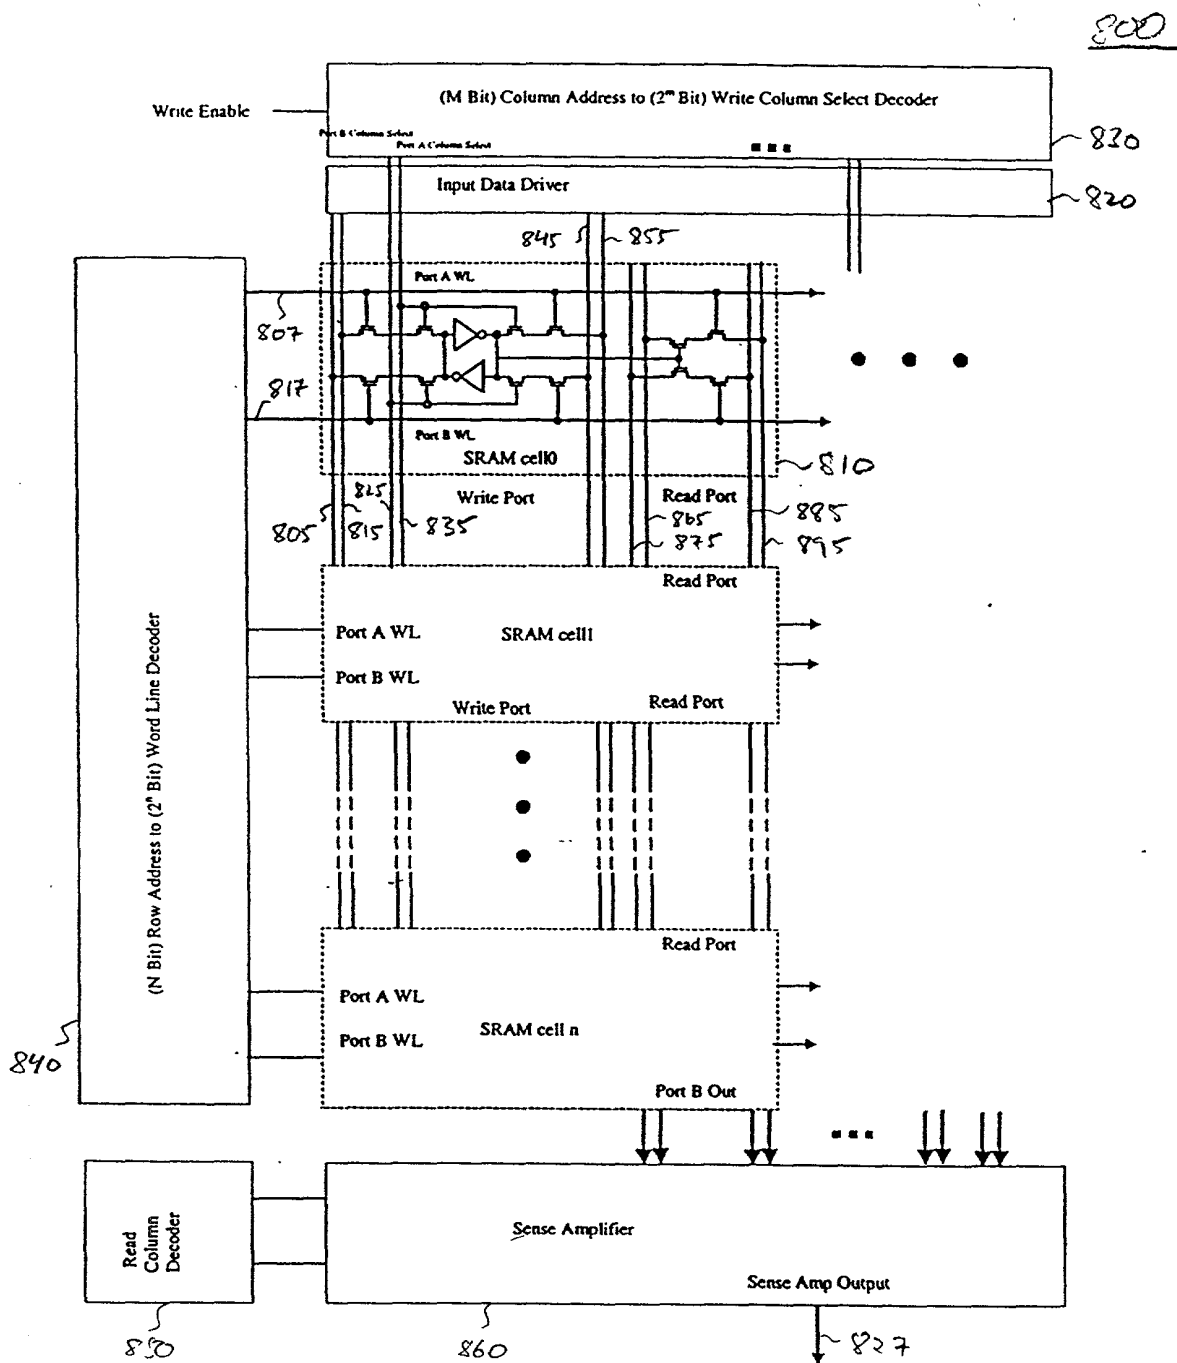 800
(M Bit) Column Address to (2^m Bit) Write Column Select Decoder
Write Enable
Port B Column Select
Port A Column Select
830
Input Data Driver
820
845
855
Port A WL
807
817
Port B WL
SRAM cell0
810
Write Port
Read Port
825
805
815
835
865
875
885
895
Read Port
Port A WL
SRAM cell1
Port B WL
Write Port
Read Port
(N Bit) Row Address to (2^n Bit) Word Line Decoder
Read Port
Port A WL
SRAM cell n
Port B WL
840
Port B Out
Read
Column
Decoder
Sense Amplifier
Sense Amp Output
850
860
827